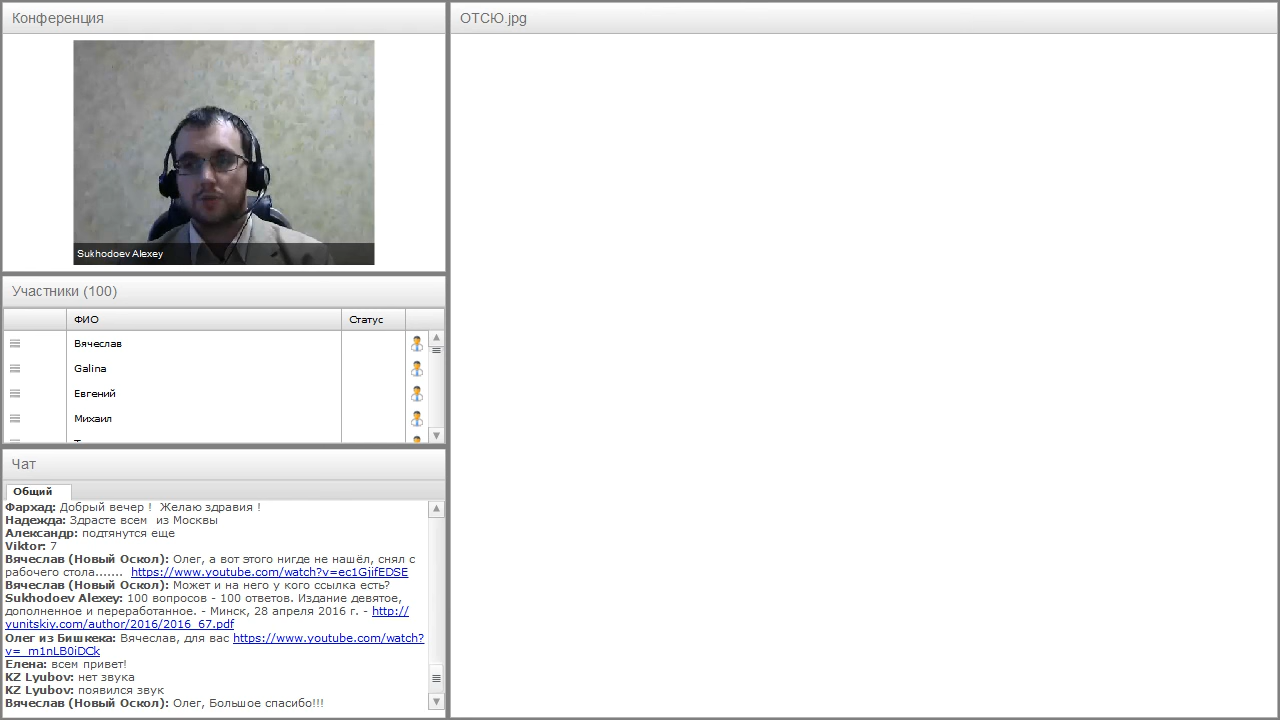 Конференция
Sukhodoev Alexey
Участники (100)
ФИО Статус
Вячеслав
Galina
Евгений
Михаил
Чат
Общий
Фархад: Добрый вечер ! Желаю здравия !
Надежда: Здрасте всем из Москвы
Александр: подтянутся еще
Viktor: 7
Вячеслав (Новый Оскол): Олег, а вот этого нигде не нашёл, снял с
рабочего стола....... https://www.youtube.com/watch?v=ec1GjifEDSE
Вячеслав (Новый Оскол): Может и на него у кого ссылка есть?
Sukhodoev Alexey: 100 вопросов - 100 ответов. Издание девятое,
дополненное и переработанное. - Минск, 28 апреля 2016 г. - http://
yunitskiy.com/author/2016/2016_67.pdf
Олег из Бишкека: Вячеслав, для вас https://www.youtube.com/watch?
v=_m1nLB0iDCk
Елена: всем привет!
KZ Lyubov: нет звука
KZ Lyubov: появился звук
Вячеслав (Новый Оскол): Олег, Большое спасибо!!!
ОТСЮ.jpg